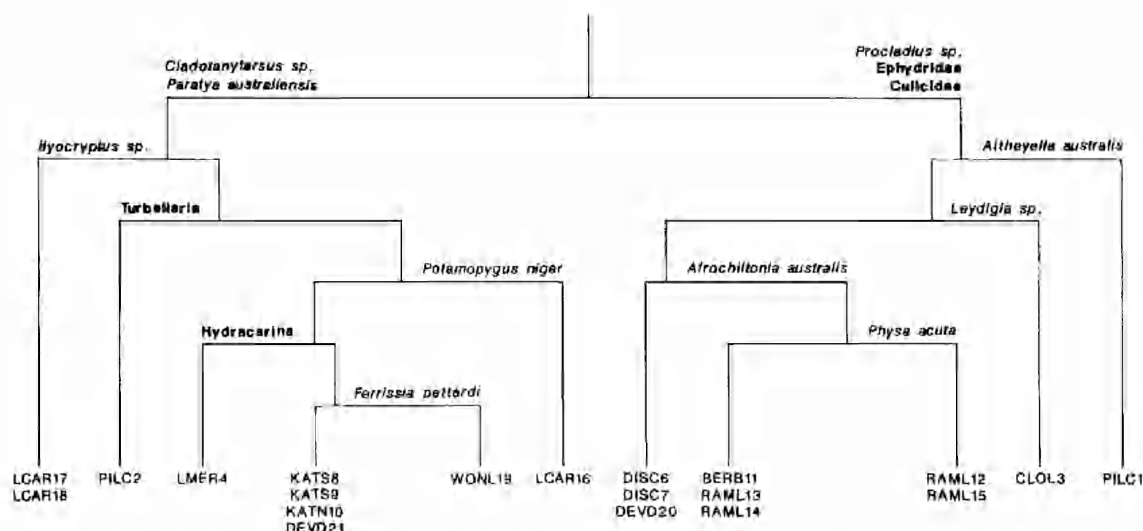 Procladius sp.
Cladotanytarsus sp.
Ephydridae
Paratya australiensis
Culicidae
Ilyocryptus sp.
Altheyella australis
Turbellaria
Leydigia sp.
Potamopygus niger
Afrochiltonia australis
Hydracarina
Physa acuta
Ferrissia petterdi
LCAR17 PILC2 LMER4 KATS8 WONL19 LCAR16 DISC6 BERB11 RAML12 CLOL3 PILC1
LCAR18 KATS9 DISC7 RAML13 RAML15
KATN10 DEVD20 RAML14
DEVD21